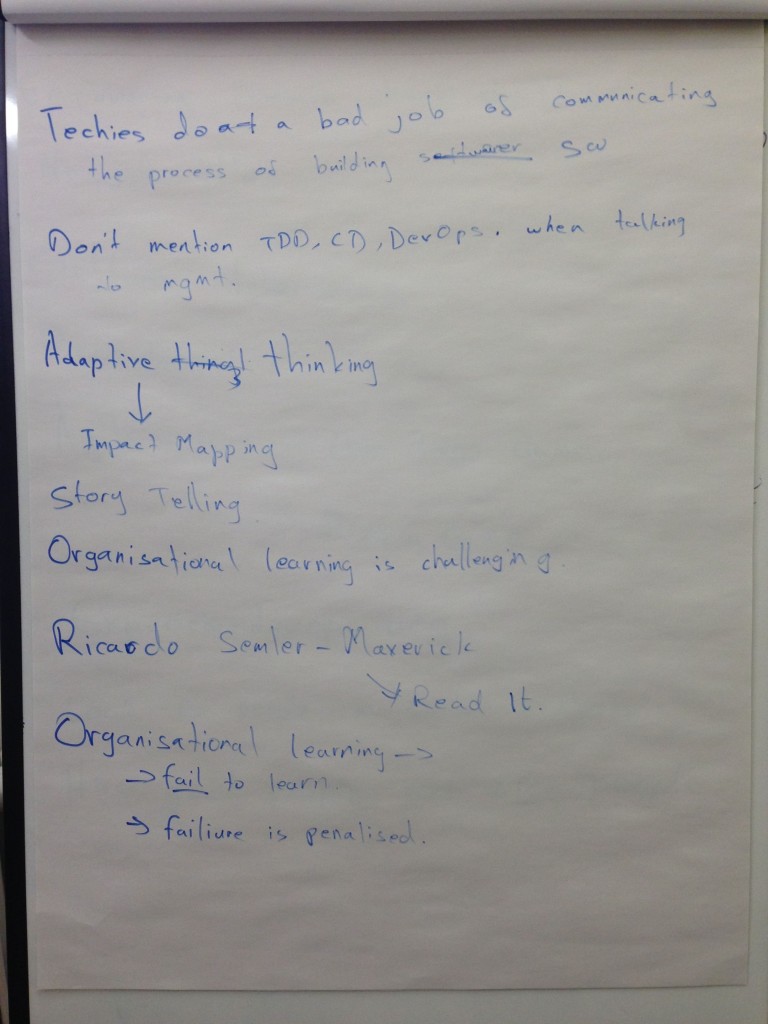 Techies do at a bad job of communicating
the process of building softwarer SW
Don't mention TDD, CD, DevOps. when talking
to mgmt.
Adaptive thingl thinking
↓
Impact Mapping
Story Telling
Organisational learning is challenging.
Ricardo Semler - Maverick
↘ Read It.
Organisational learning →
→ fail to learn.
→ failiure is penalised.